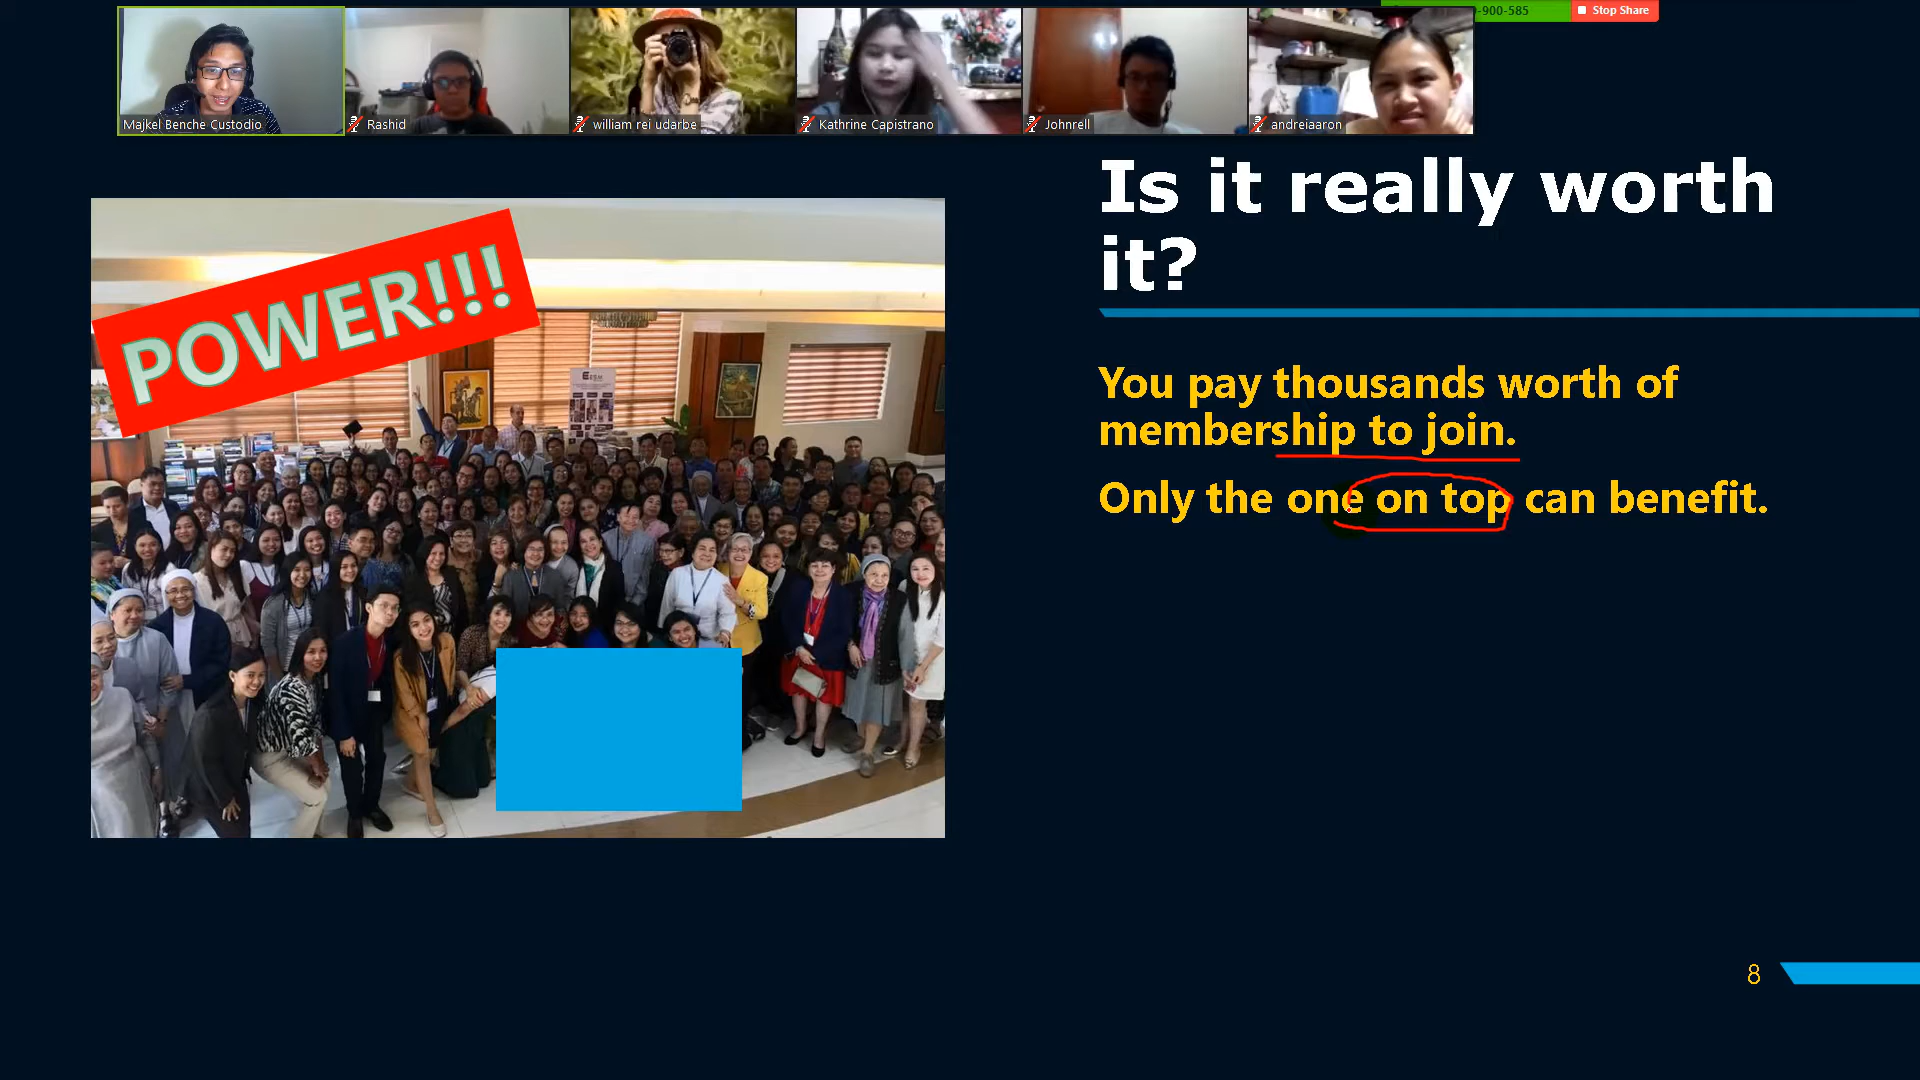 -900-585
Stop Share
Majkel Benche Custodio
Rashid
william rei udarbe
Kathrine Capistrano
Johnrell
andreiaaron
Is it really worth
it?
POWER!!!
You pay thousands worth of
membership to join.
Only the one on top can benefit.
8